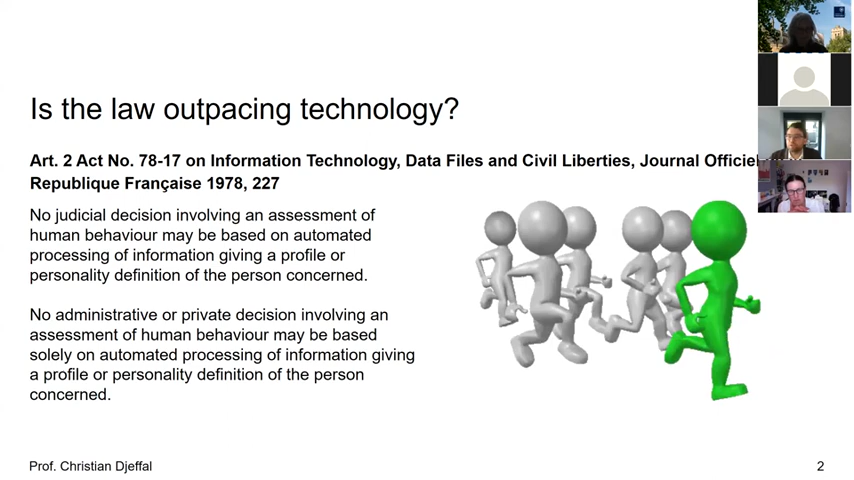 Is the law outpacing technology?
Art. 2 Act No. 78-17 on Information Technology, Data Files and Civil Liberties, Journal Officiel
Republique Française 1978, 227
No judicial decision involving an assessment of
human behaviour may be based on automated
processing of information giving a profile or
personality definition of the person concerned.
No administrative or private decision involving an
assessment of human behaviour may be based
solely on automated processing of information giving
a profile or personality definition of the person
concerned.
Prof. Christian Djeffal
2